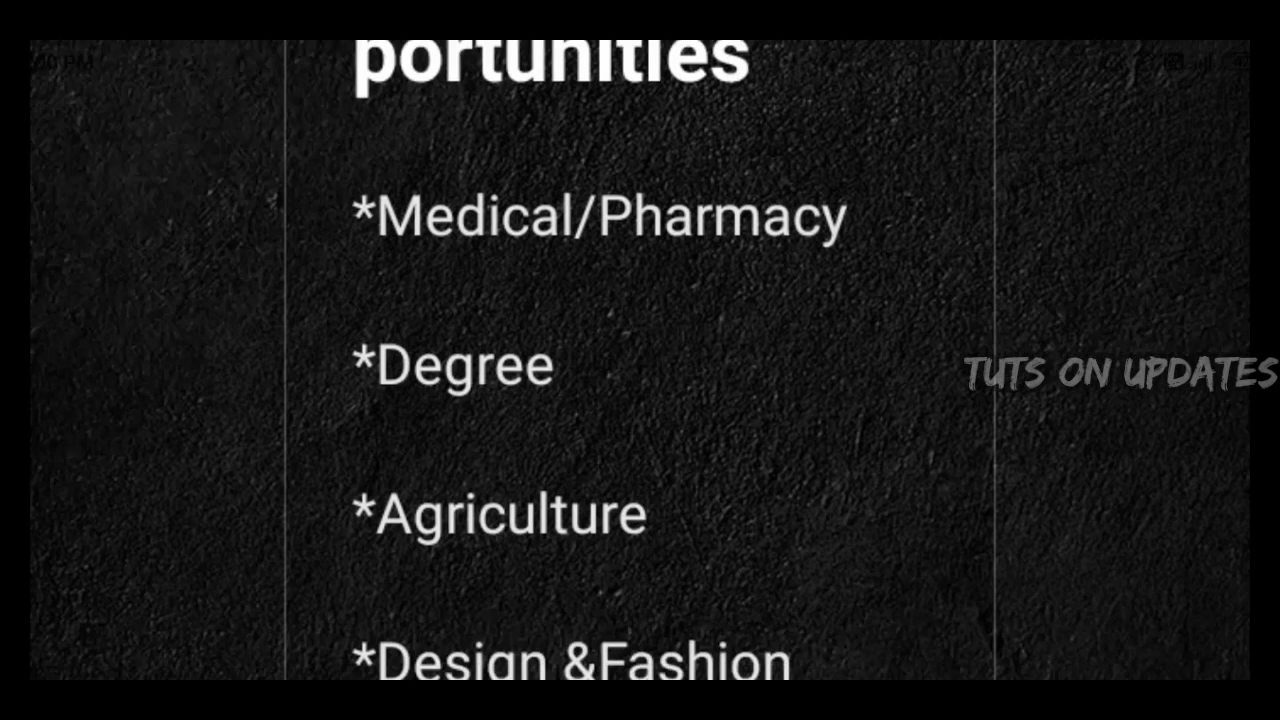 portunities
*Medical/Pharmacy
*Degree
TUTS ON UPDATES
*Agriculture
*Design &Fashion